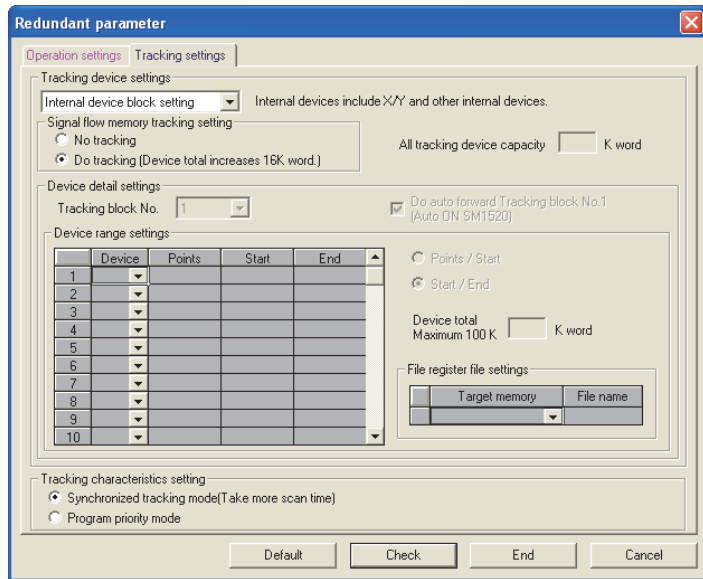 Redundant parameter
Operation settings Tracking settings
Tracking device settings
Internal device block setting Internal devices include X/Y and other internal devices.
Signal flow memory tracking setting
No tracking
Do tracking (Device total increases 16K word.)
All tracking device capacity K word
Device detail settings
Tracking block No. 1
Do auto forward Tracking block No.1
(Auto ON SM1520)
Device range settings
Device Points Start End
1
2
3
4
5
6
7
8
9
10
Points / Start
Start / End
Device total
Maximum 100 K K word
File register file settings
Target memory File name
Tracking characteristics setting
Synchronized tracking mode(Take more scan time)
Program priority mode
Default Check End Cancel